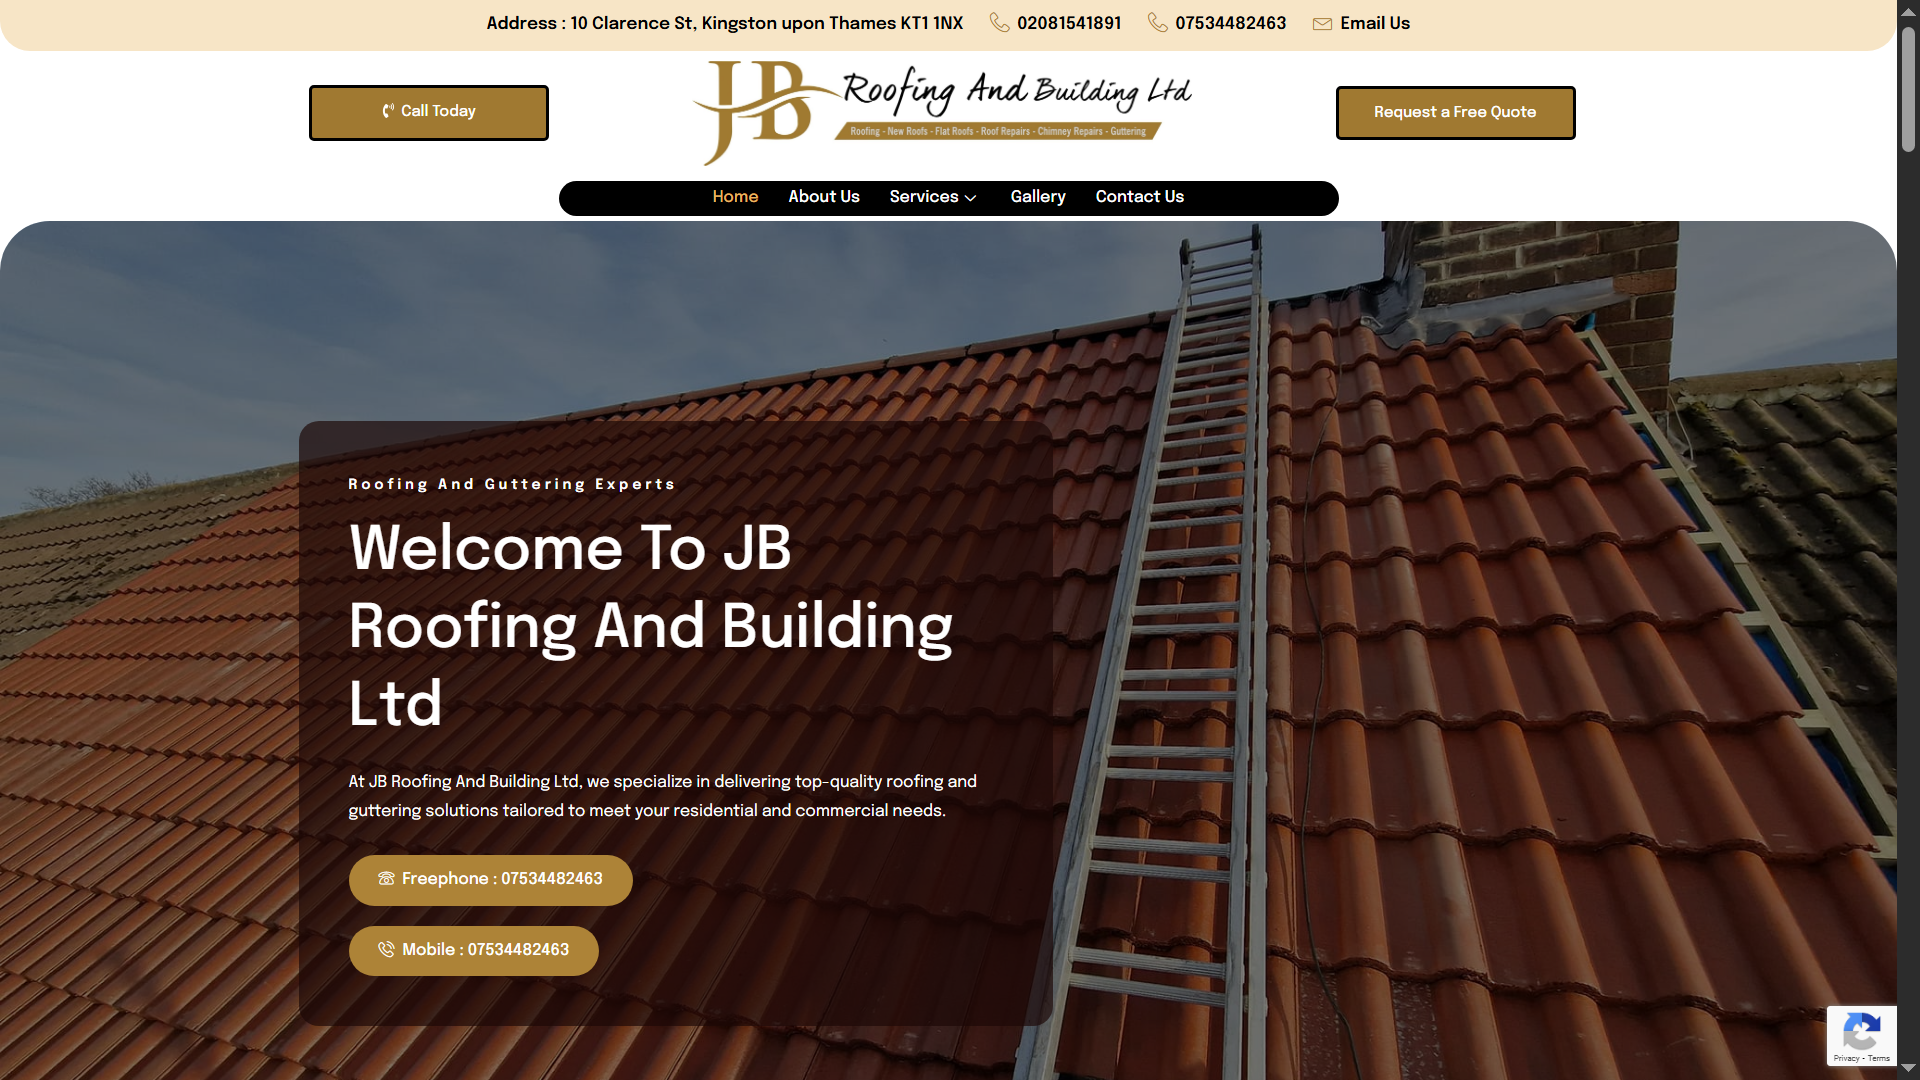 Address : 10 Clarence St, Kingston upon Thames KT1 1NX 02081541891 07534482463 Email Us
Call Today
JB Roofing And Building Ltd
Roofing - New Roofs - Flat Roofs - Roof Repairs - Chimney Repairs - Guttering
Request a Free Quote
Home About Us Services Gallery Contact Us
Roofing And Guttering Experts
Welcome To JB
Roofing And Building
Ltd
At JB Roofing And Building Ltd, we specialize in delivering top-quality roofing and
guttering solutions tailored to meet your residential and commercial needs.
Freephone : 07534482463
Mobile : 07534482463
Privacy - Terms